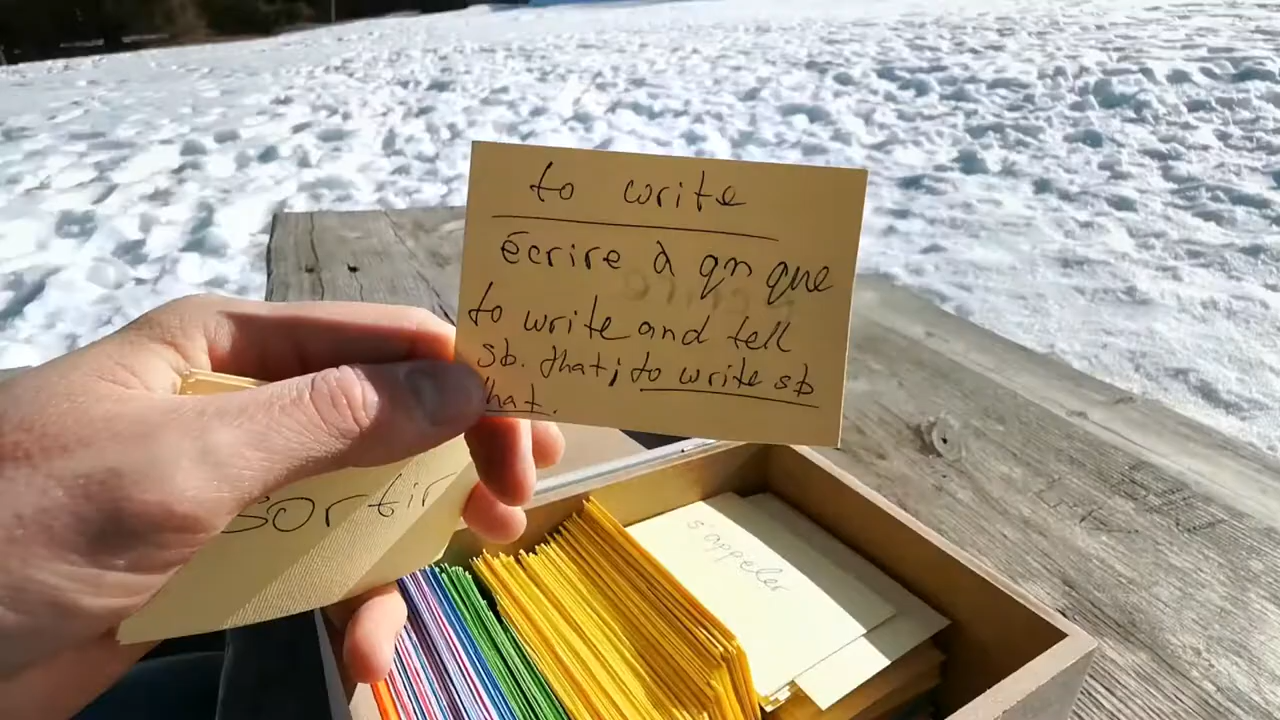 to write
écrire à qn que
to write and tell
sb. that; to write sb
that.
sortir
s'appeler